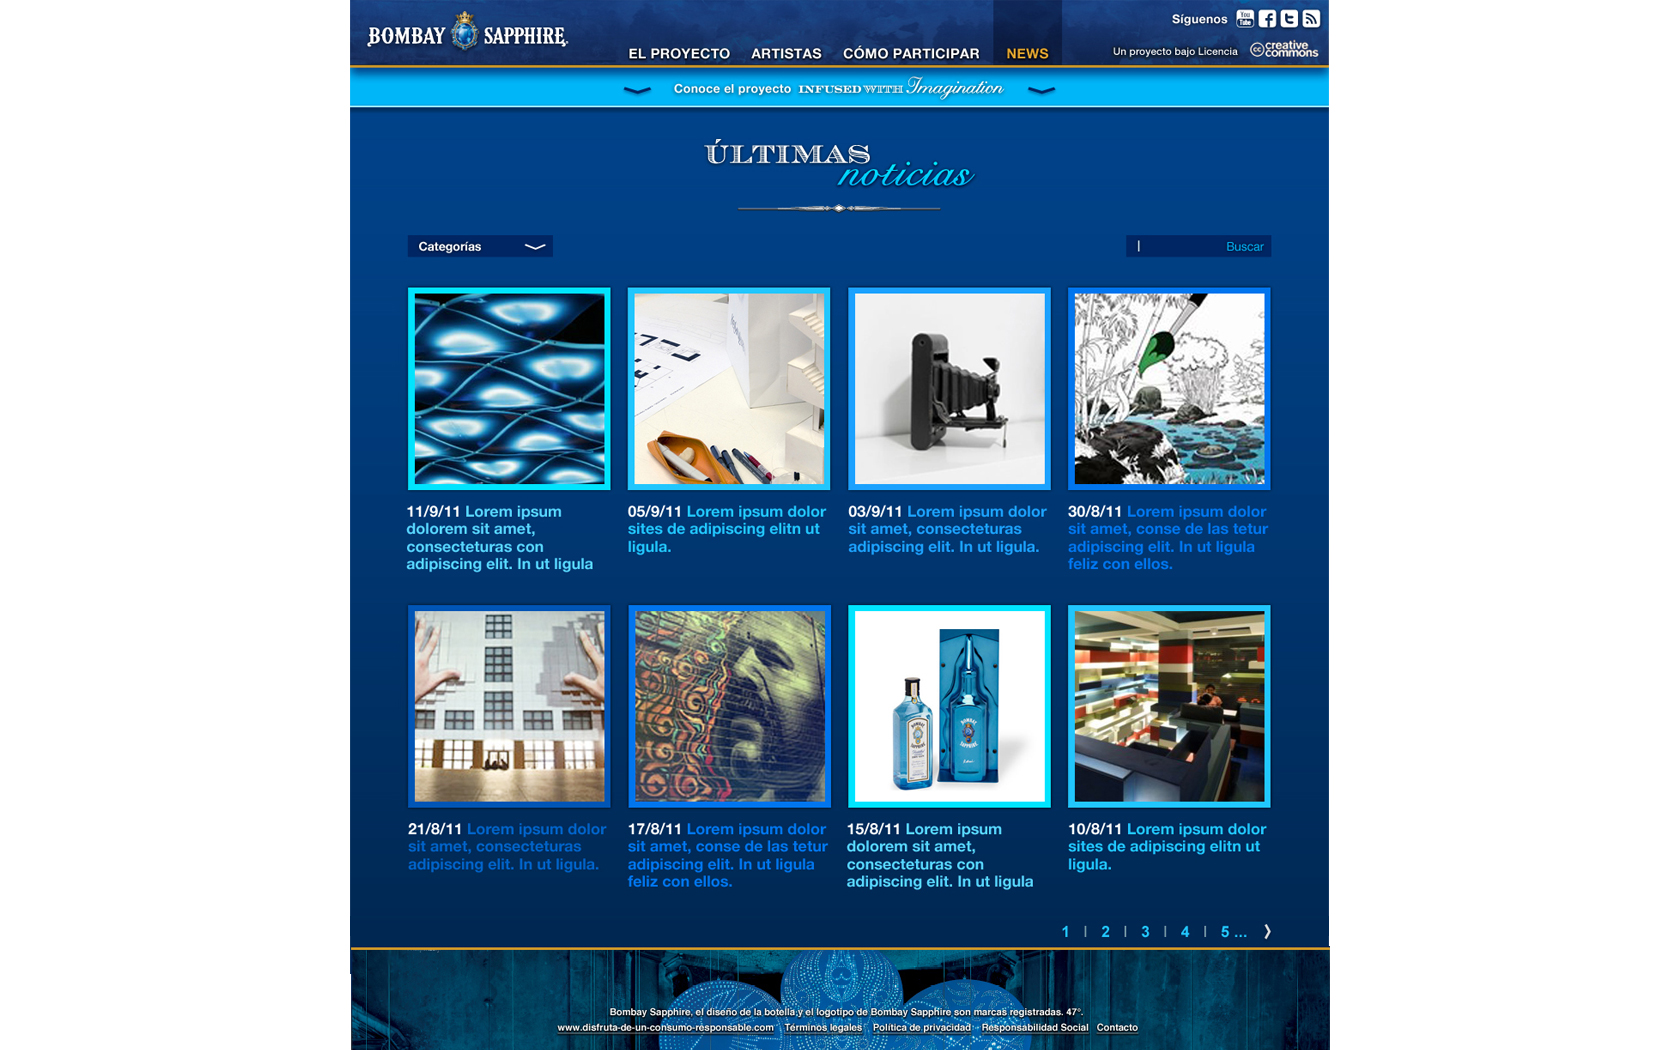 BOMBAY SAPPHIRE
EL PROYECTO ARTISTAS CÓMO PARTICIPAR NEWS
Síguenos You Tube
Un proyecto bajo Licencia cc creative commons
Conoce el proyecto INFUSED WITH Imagination
ÚLTIMAS
noticias
Categorías
Buscar
11/9/11 Lorem ipsum
dolorem sit amet,
consecteturas con
adipiscing elit. In ut ligula
05/9/11 Lorem ipsum dolor
sites de adipiscing elitn ut
ligula.
03/9/11 Lorem ipsum dolor
sit amet, consecteturas
adipiscing elit. In ut ligula.
30/8/11 Lorem ipsum dolor
sit amet, conse de las tetur
adipiscing elit. In ut ligula
feliz con ellos.
BOMBAY
SAPPHIRE
BOMBAY
SAPPHIRE
21/8/11 Lorem ipsum dolor
sit amet, consecteturas
adipiscing elit. In ut ligula.
17/8/11 Lorem ipsum dolor
sit amet, conse de las tetur
adipiscing elit. In ut ligula
feliz con ellos.
15/8/11 Lorem ipsum
dolorem sit amet,
consecteturas con
adipiscing elit. In ut ligula
10/8/11 Lorem ipsum dolor
sites de adipiscing elitn ut
ligula.
1 | 2 | 3 | 4 | 5 ... ❭
Bombay Sapphire, el diseño de la botella y el logotipo de Bombay Sapphire son marcas registradas. 47°.
www.disfruta-de-un-consumo-responsable.com Términos legales Política de privacidad Responsabilidad Social Contacto